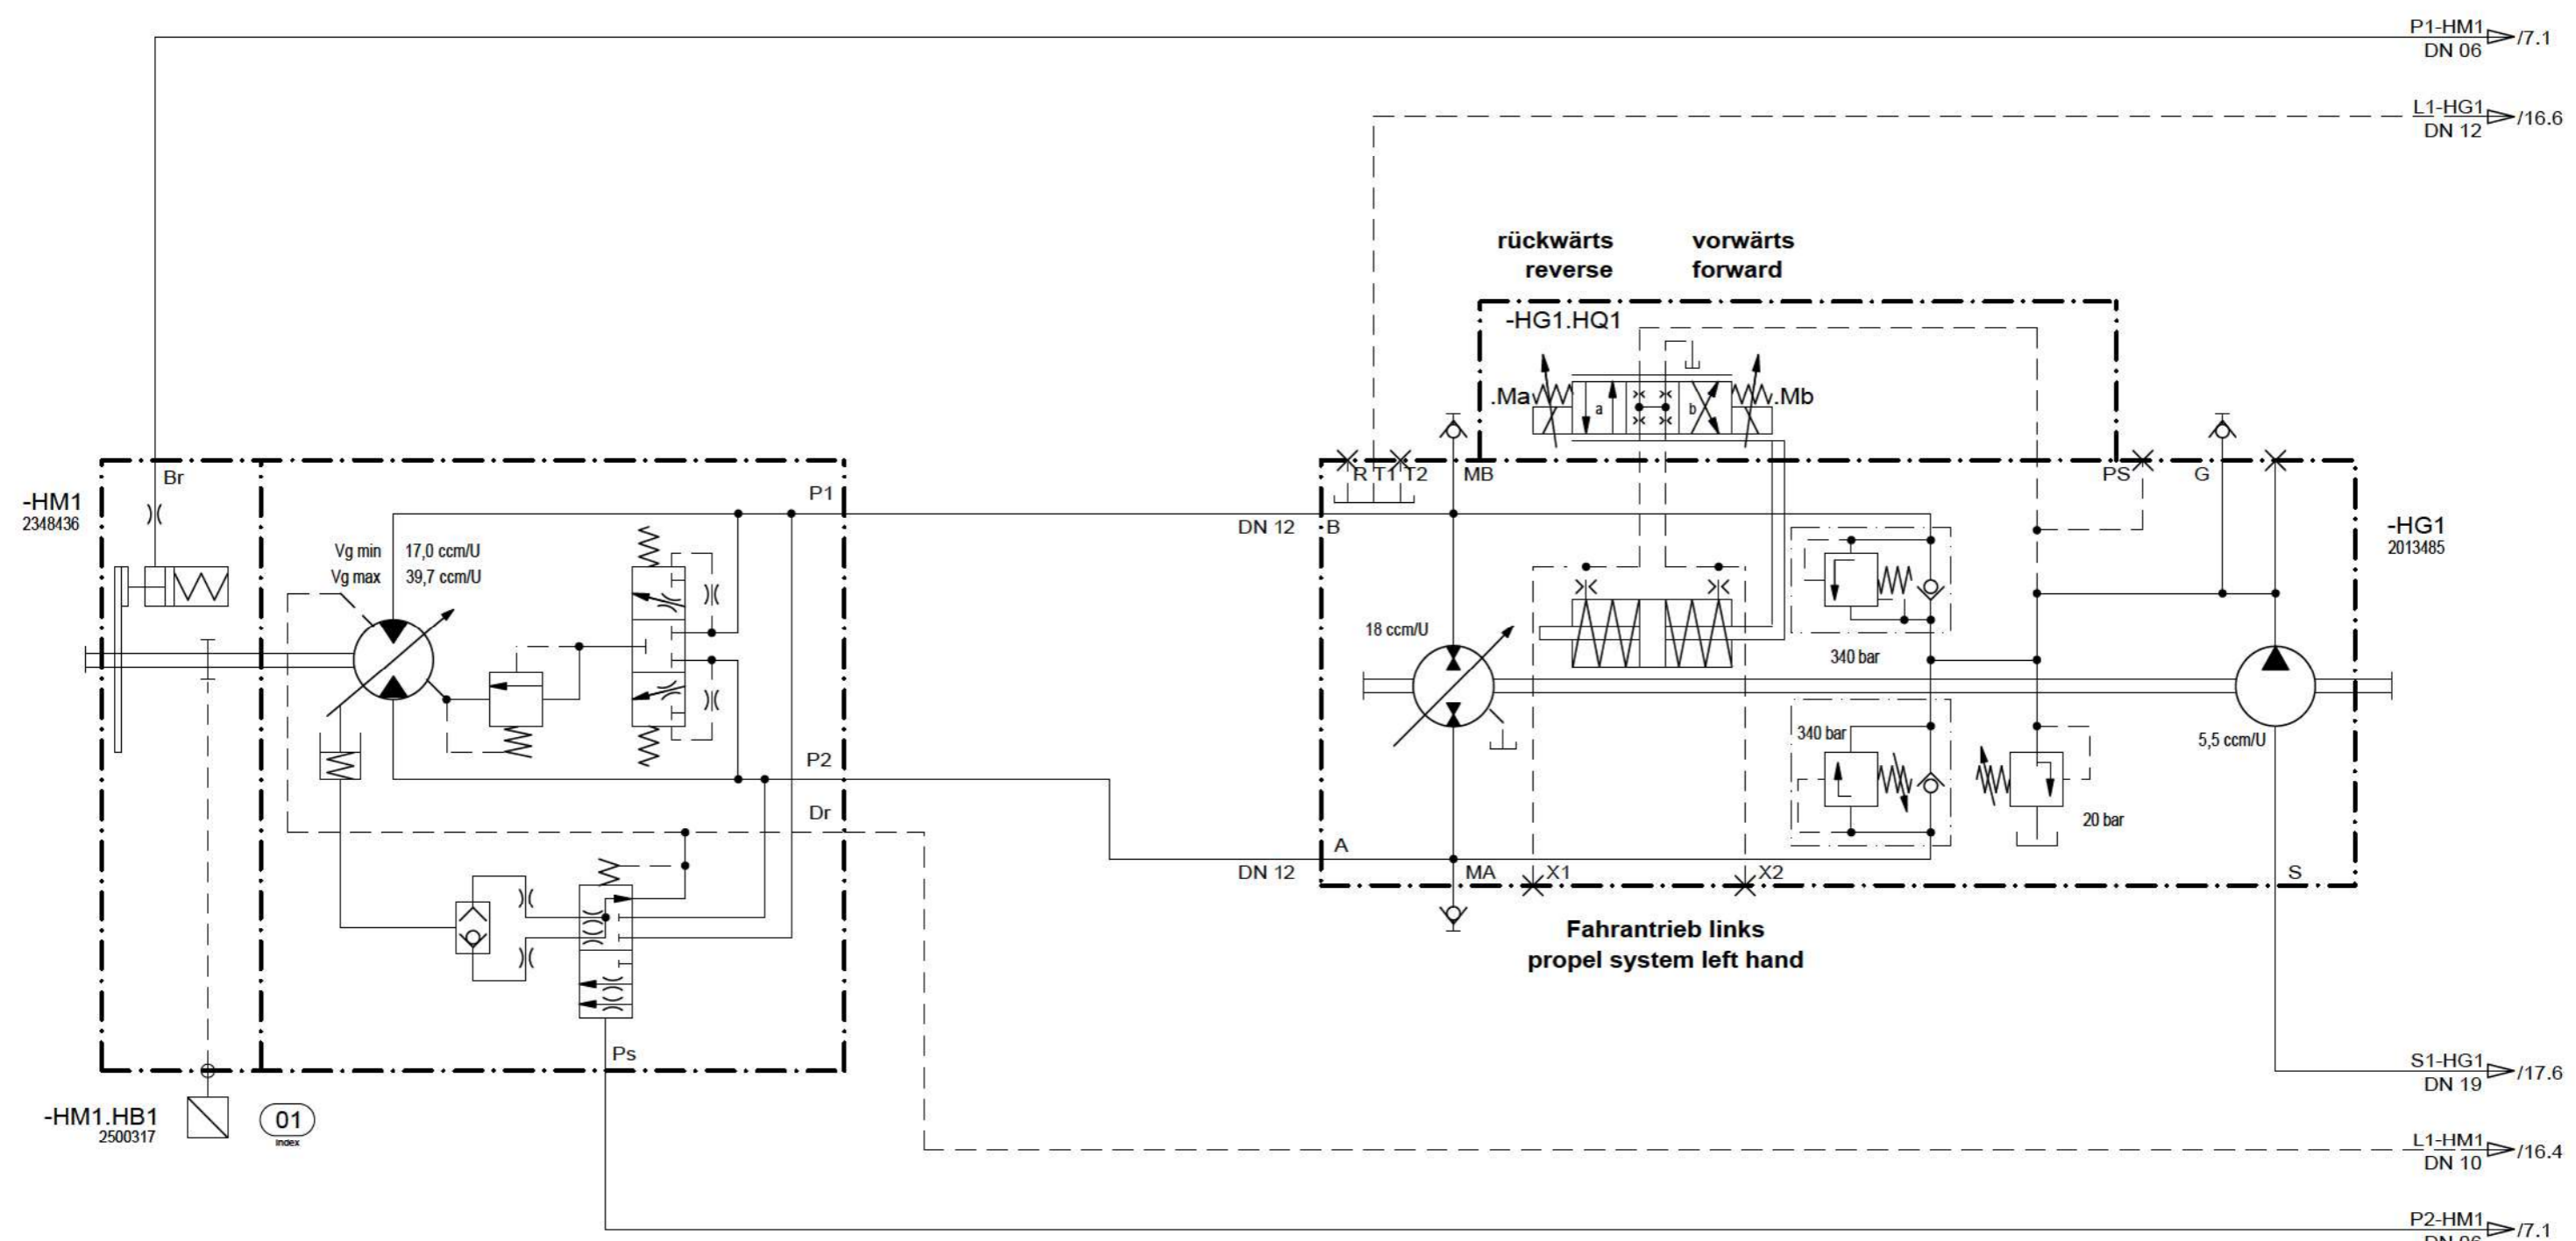 P1-HM1
DN 06
/7.1
L1-HG1
DN 12
/16.6
rückwärts vorwärts
reverse forward
-HG1.HQ1
.Ma a b .Mb
Br
R T1 T2 MB
PS G
-HM1
2348436
P1
DN 12 B
-HG1
2013485
Vg min 17,0 ccm/U
Vg max 39,7 ccm/U
18 ccm/U
340 bar
340 bar
5,5 ccm/U
20 bar
P2
Dr
A
DN 12
MA X1 X2 S
Fahrantrieb links
propel system left hand
Ps
-HM1.HB1
2500317
01
Index
S1-HG1
DN 19
/17.6
L1-HM1
DN 10
/16.4
P2-HM1
DN 06
/7.1